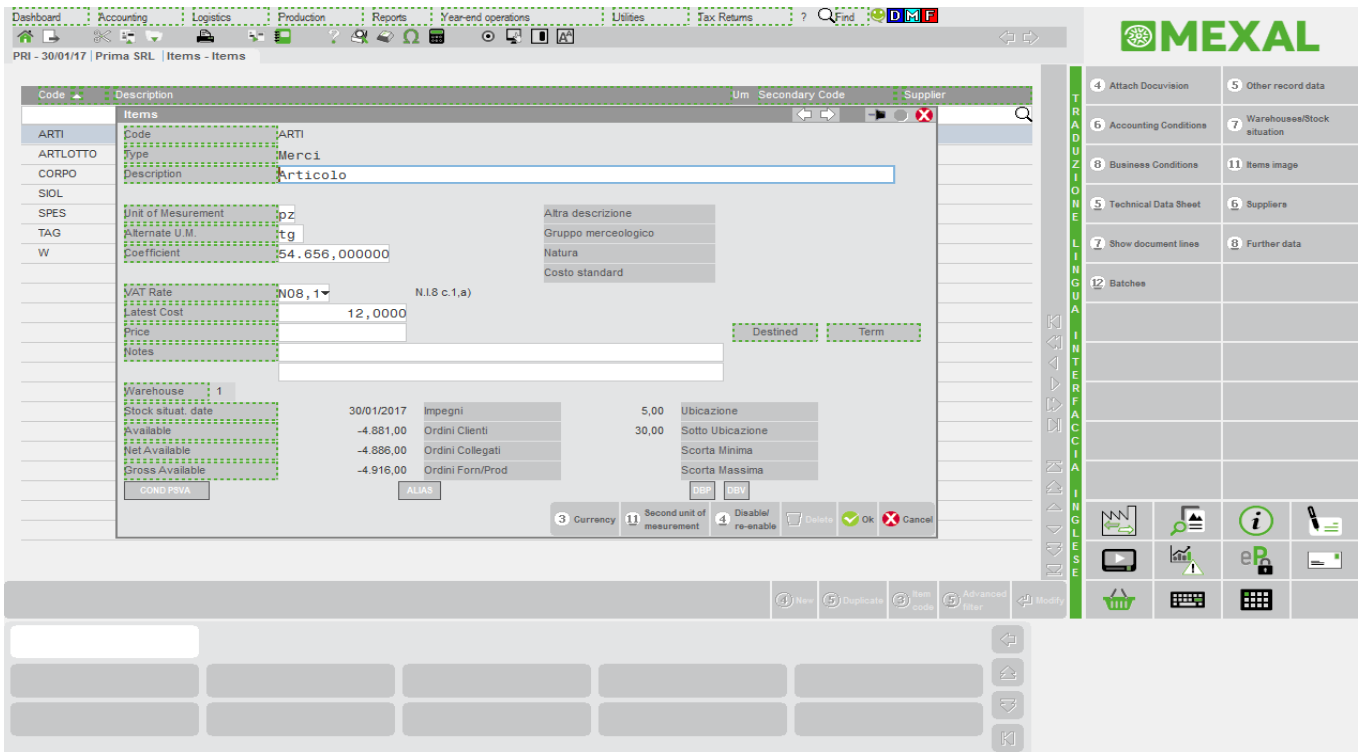 Dashboard Accounting Logistics Production Reports Year-end operations Utilities Tax Returns ? Find D M F
PRI - 30/01/17 | Prima SRL | Items - Items
MEXAL
Code Description Um Secondary Code Supplier
ARTI
ARTLOTTO
CORPO
SIOL
SPES
TAG
W
Items
Code ARTI
Type Merci
Description Articolo
Unit of Mesurement pz Altra descrizione
Alternate U.M. tg Gruppo merceologico
Coefficient 54.656,000000 Natura
Costo standard
VAT Rate N08,1 N.I.8 c.1,a)
Latest Cost 12,0000
Price Destined Term
Notes
Warehouse 1
Stock situat. date 30/01/2017 Impegni 5,00 Ubicazione
Available -4.881,00 Ordini Clienti 30,00 Sotto Ubicazione
Net Available -4.886,00 Ordini Collegati Scorta Minima
Gross Available -4.916,00 Ordini Forn/Prod Scorta Massima
COND PSVA ALIAS DBP DBV
3 Currency 11 Second unit of mesurement 4 Disable/ re-enable Delete Ok Cancel
4 New 5 Duplicate 3 Item code 5 Advanced filter Modify
TRADUZIONE LINGUA INTERFACCIA INGLESE
4 Attach Docuvision 5 Other record data
6 Accounting Conditions 7 Warehouses/Stock situation
8 Business Conditions 11 Items image
5 Technical Data Sheet 6 Suppliers
7 Show document lines 8 Further data
12 Batches